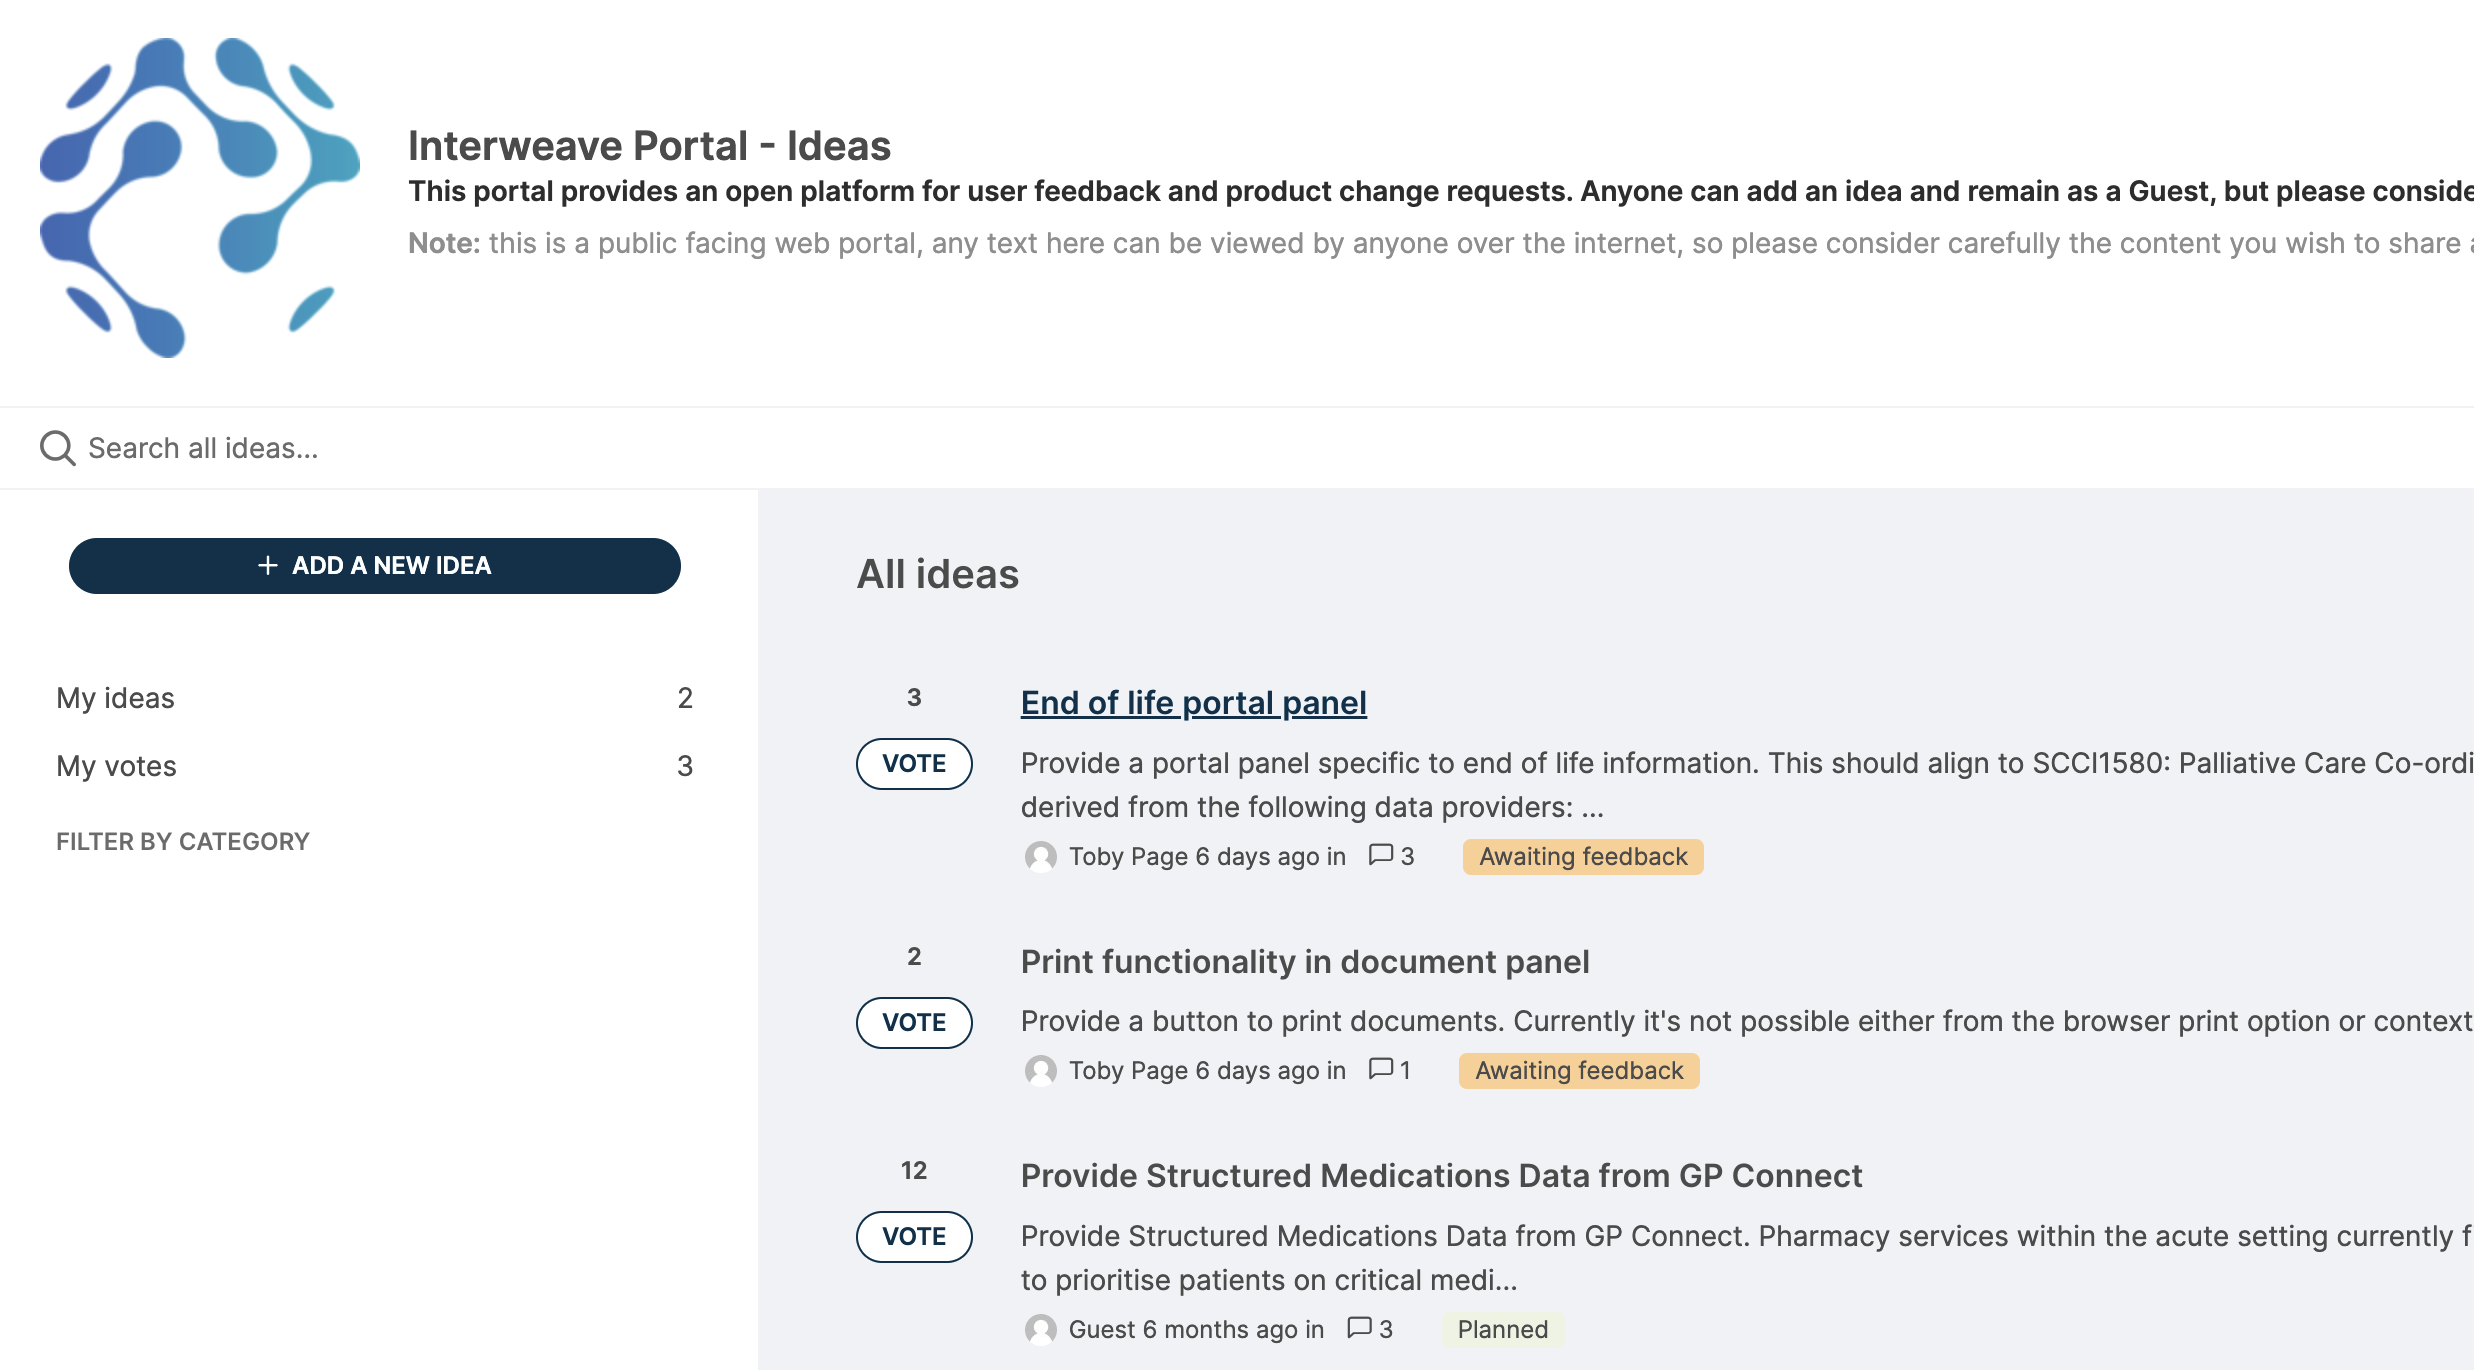 Interweave Portal - Ideas
This portal provides an open platform for user feedback and product change requests. Anyone can add an idea and remain as a Guest, but please
Note: this is a public facing web portal, any text here can be viewed by anyone over the internet, so please consider carefully the content you wish to share
Search all ideas...
+ ADD A NEW IDEA
My ideas 2
My votes 3
FILTER BY CATEGORY
All ideas
3
End of life portal panel
VOTE
Provide a portal panel specific to end of life information. This should align to SCCI1580: Palliative Care
derived from the following data providers: ...
Toby Page 6 days ago in 3 Awaiting feedback
2
Print functionality in document panel
VOTE
Provide a button to print documents. Currently it's not possible either from the browser print option or context
Toby Page 6 days ago in 1 Awaiting feedback
12
Provide Structured Medications Data from GP Connect
VOTE
Provide Structured Medications Data from GP Connect. Pharmacy services within the acute setting currently
to prioritise patients on critical medi...
Guest 6 months ago in 3 Planned